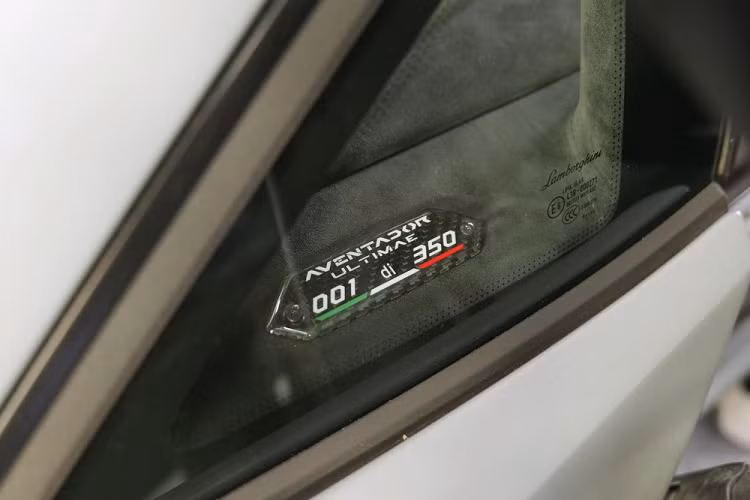 AVENTADOR
ULTIMAE
001 di 350
Lamborghini